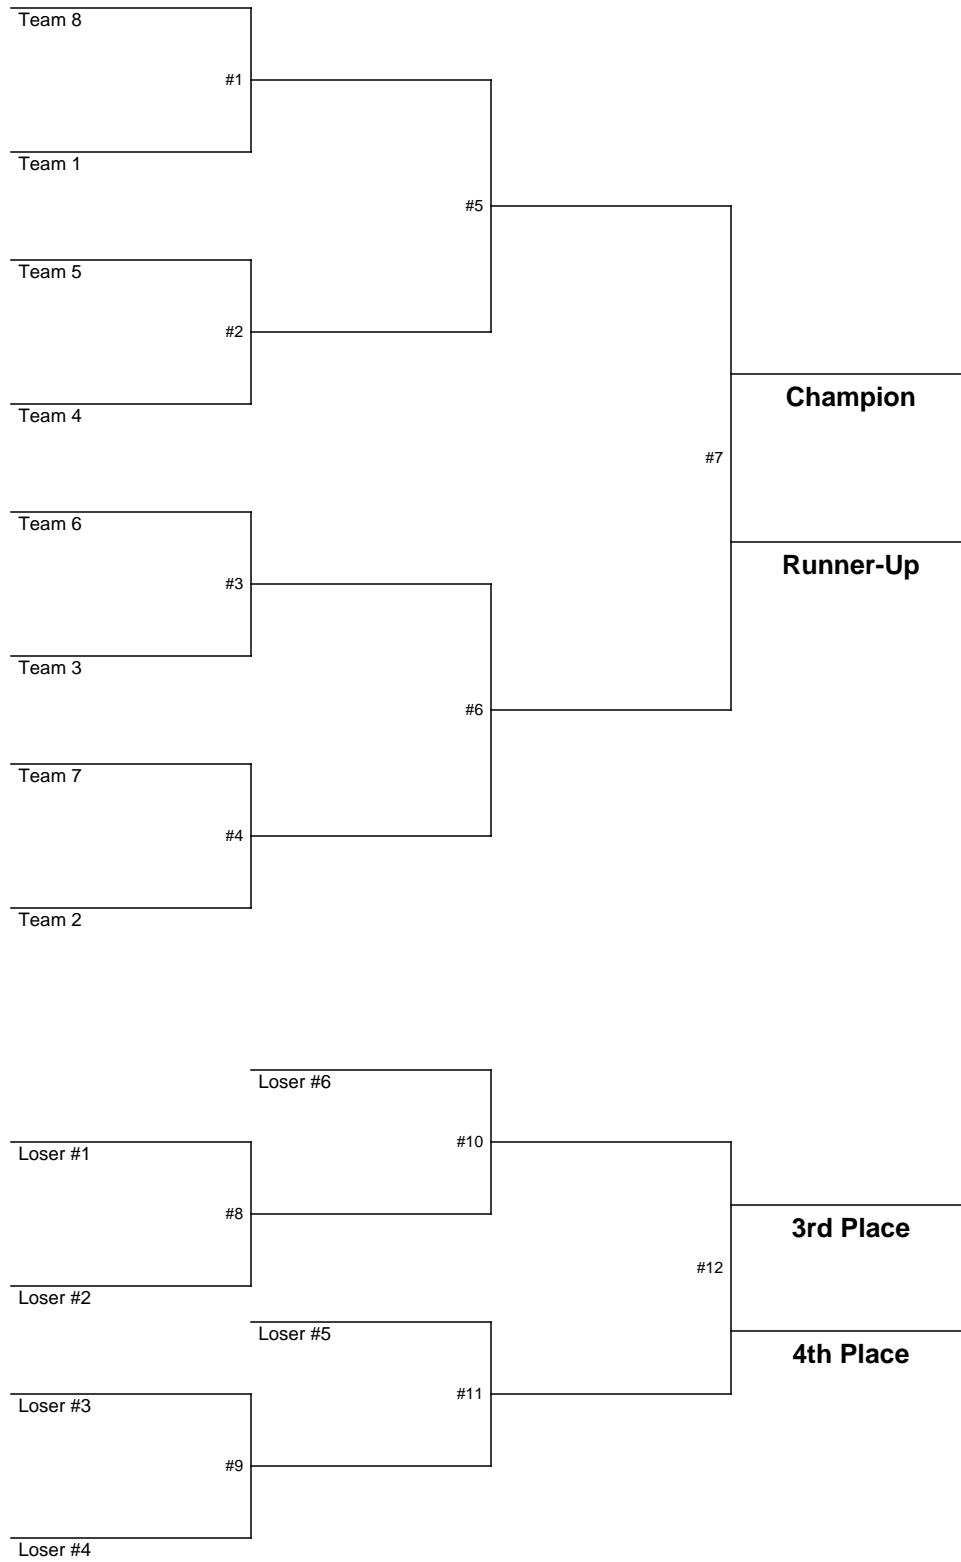 Team 8
#1
Team 1
#5
Team 5
#2
Team 4
Champion
#7
Team 6
Runner-Up
#3
Team 3
#6
Team 7
#4
Team 2
Loser #6
Loser #1
#10
#8
3rd Place
#12
Loser #2
Loser #5
4th Place
Loser #3
#11
#9
Loser #4